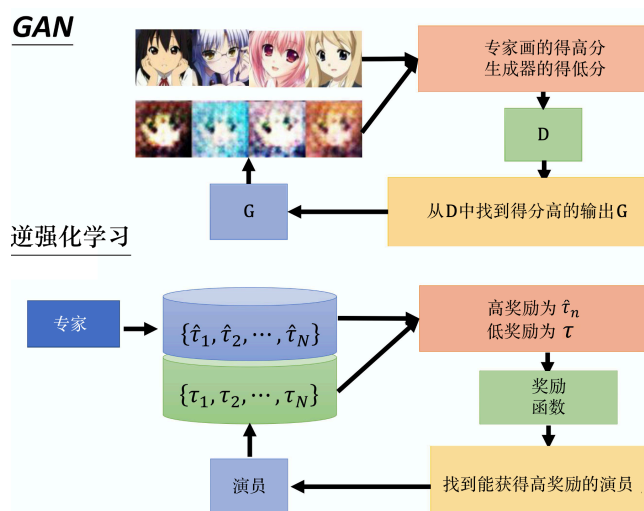 GAN
专家画的得高分
生成器的得低分
D
G
从D中找到得分高的输出G
逆强化学习
专家
{τ̂₁, τ̂₂, ⋯, τ̂_N}
高奖励为 τ̂ₙ
低奖励为 τ
{τ₁, τ₂, ⋯, τ_N}
奖励
函数
演员
找到能获得高奖励的演员